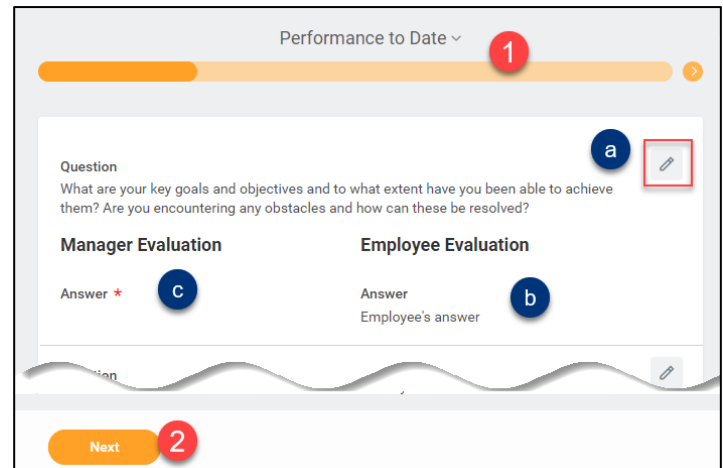 Performance to Date
1
a
Question
What are your key goals and objectives and to what extent have you been able to achieve
them? Are you encountering any obstacles and how can these be resolved?
Manager Evaluation Employee Evaluation
Answer * c Answer b
Employee's answer
Next 2